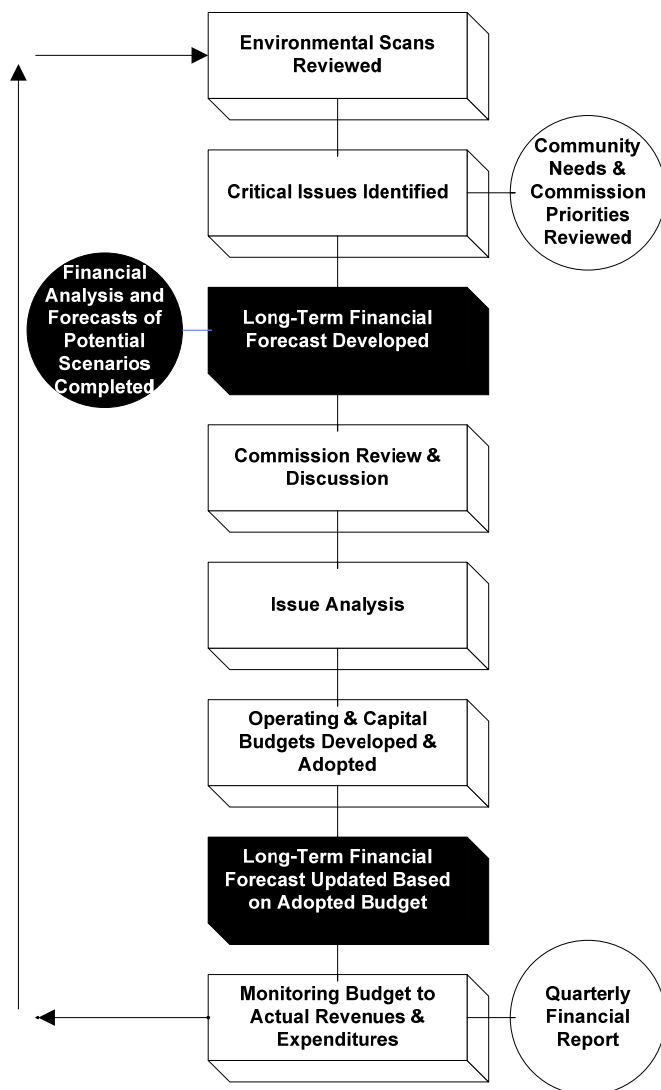 Environmental Scans
Reviewed
Critical Issues Identified
Community
Needs &
Commission
Priorities
Reviewed
Financial
Analysis and
Forecasts of
Potential
Scenarios
Completed
Long-Term Financial
Forecast Developed
Commission Review &
Discussion
Issue Analysis
Operating & Capital
Budgets Developed &
Adopted
Long-Term Financial
Forecast Updated Based
on Adopted Budget
Monitoring Budget to
Actual Revenues &
Expenditures
Quarterly
Financial
Report